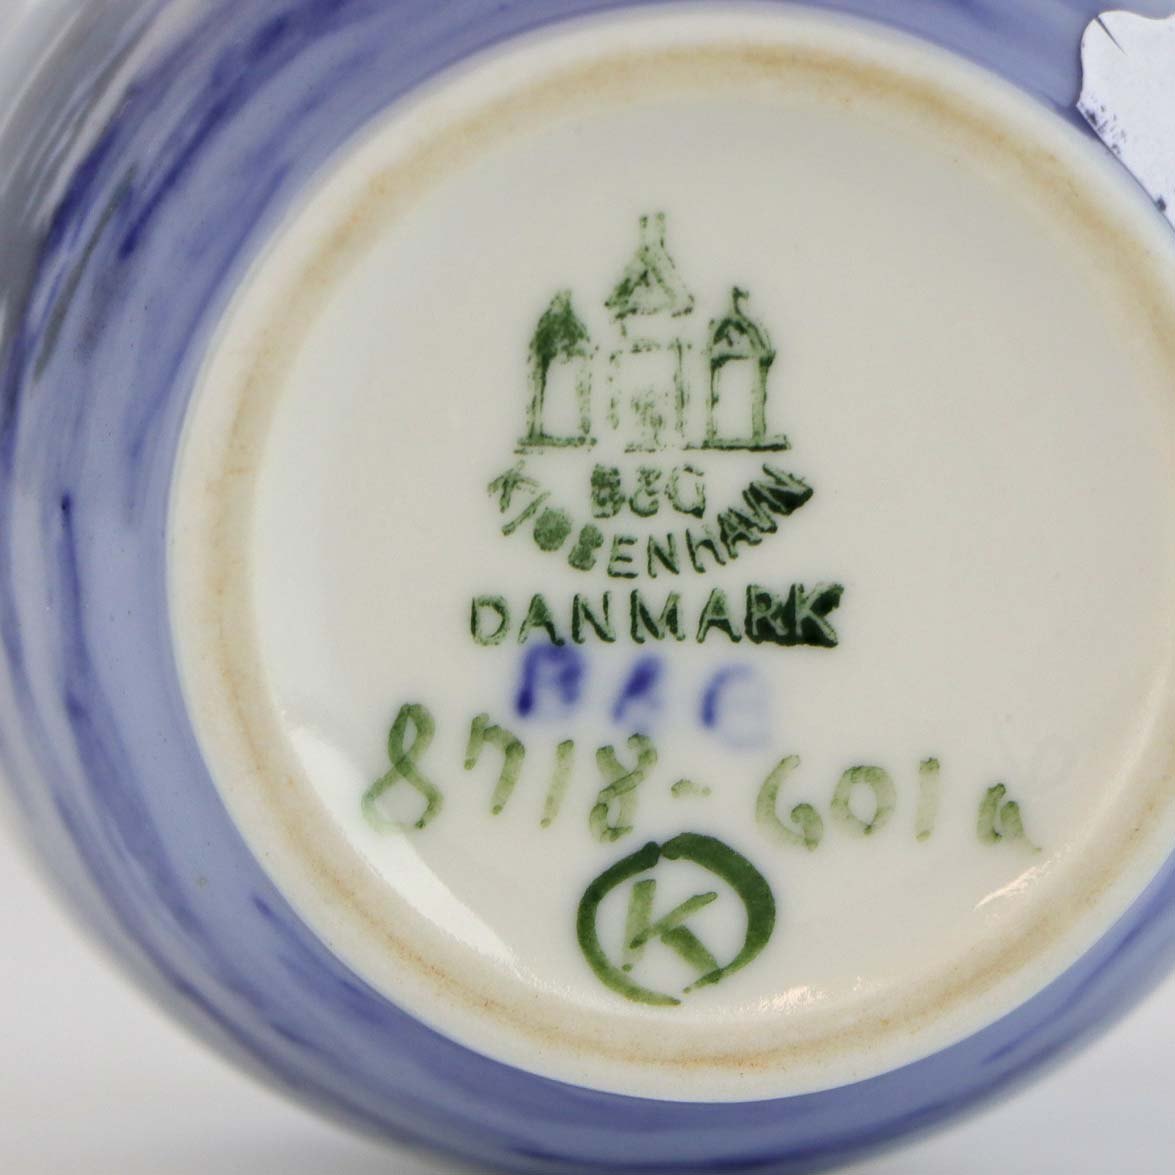 B&G
KJØBENHAVN
DANMARK
B&G
8718-601a
K